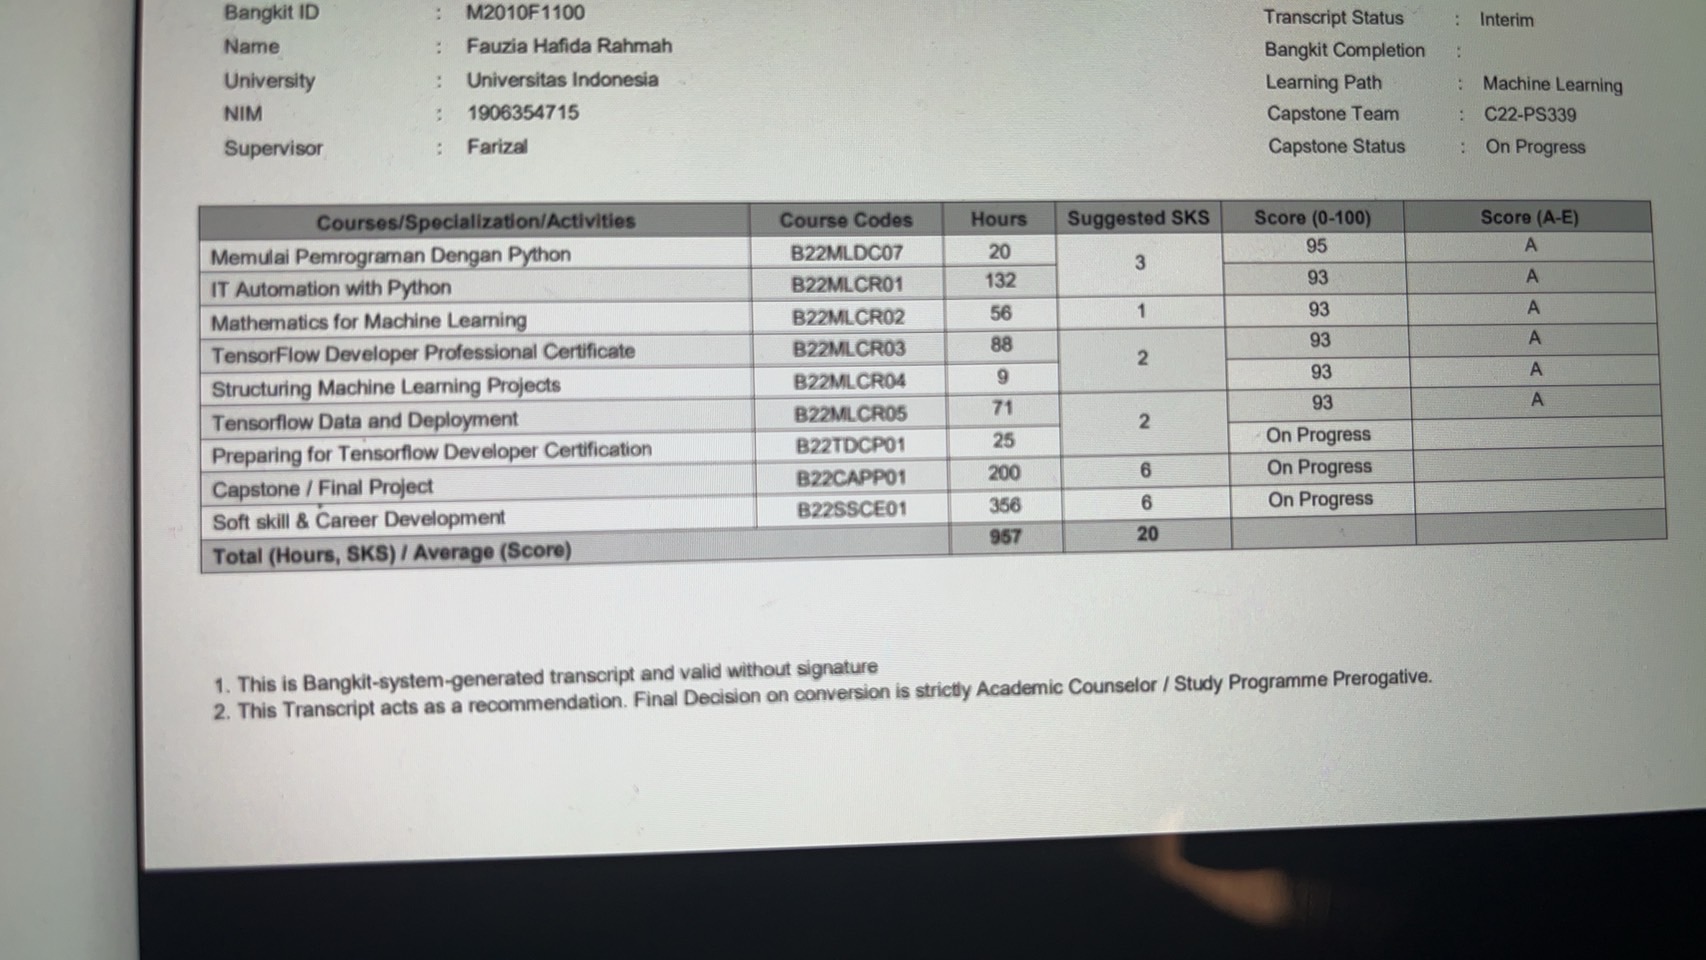 Bangkit ID : M2010F1100
Name : Fauzia Hafida Rahmah
University : Universitas Indonesia
NIM : 1906354715
Supervisor : Farizal
Transcript Status : Interim
Bangkit Completion :
Learning Path : Machine Learning
Capstone Team : C22-PS339
Capstone Status : On Progress
Courses/Specialization/Activities Course Codes Hours Suggested SKS Score (0-100) Score (A-E)
Memulai Pemrograman Dengan Python B22MLDC07 20 3 95 A
IT Automation with Python B22MLCR01 132 93 A
Mathematics for Machine Learning B22MLCR02 56 1 93 A
TensorFlow Developer Professional Certificate B22MLCR03 88 2 93 A
Structuring Machine Learning Projects B22MLCR04 9 93 A
Tensorflow Data and Deployment B22MLCR05 71 2 93 A
Preparing for Tensorflow Developer Certification B22TDCP01 25 On Progress
Capstone / Final Project B22CAPP01 200 6 On Progress
Soft skill & Career Development B22SSCE01 356 6 On Progress
Total (Hours, SKS) / Average (Score) 957 20
1. This is Bangkit-system-generated transcript and valid without signature
2. This Transcript acts as a recommendation. Final Decision on conversion is strictly Academic Counselor / Study Programme Prerogative.